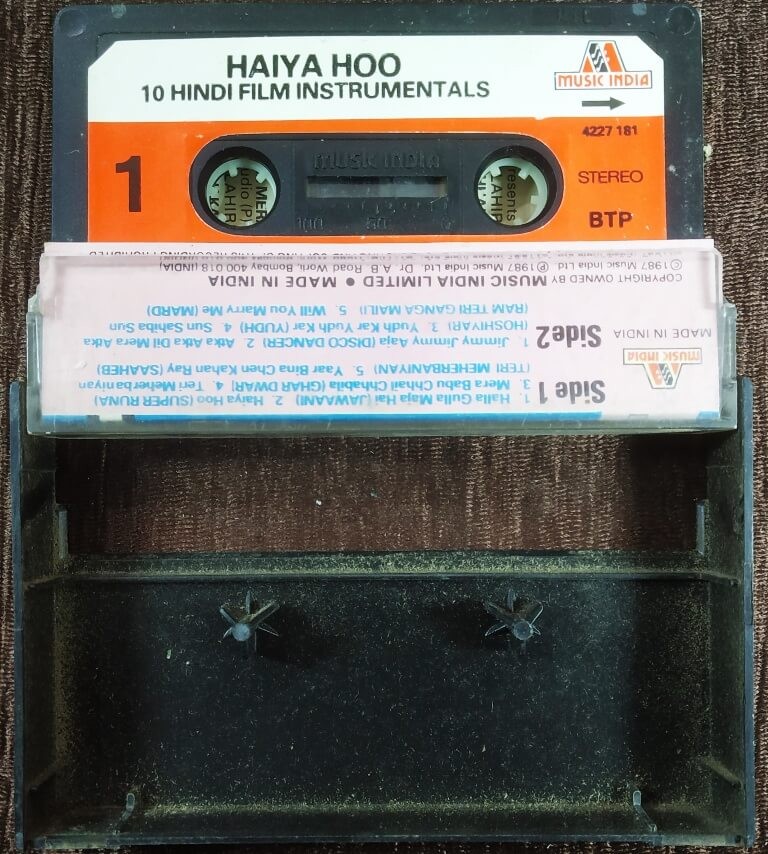 HAIYA HOO
10 HINDI FILM INSTRUMENTALS
MUSIC INDIA
4227 181
1
STEREO
BTP
music india
100 50 0
MUSIC INDIA
MADE IN INDIA
Side 1
1. Halla Gulla Maja Hai (JAWAANI) 2. Haiya Hoo (SUPER RUNA)
3. Mera Babu Chhail Chhabila (GHAR DWAR) 4. Teri Meherbaniyan
(TERI MEHERBANIYAN) 5. Yaar Bina Chen Kahan Ray (SAAHEB)
Side 2
1. Jimmy Jimmy Aaja (DISCO DANCER) 2. Atka Atka Dil Mera Atka
(HOSHIYAR) 3. Yudh Kar Yudh Kar (YUDH) 4. Sun Sahiba Sun
(RAM TERI GANGA MAILI) 5. Will You Marry Me (MARD)
COPYRIGHT OWNED BY MUSIC INDIA LIMITED • MADE IN INDIA
©1987 Music India Ltd. ℗ 1987 Music India Ltd. Dr. A.B. Road, Worli, Bombay 400 018 (INDIA)